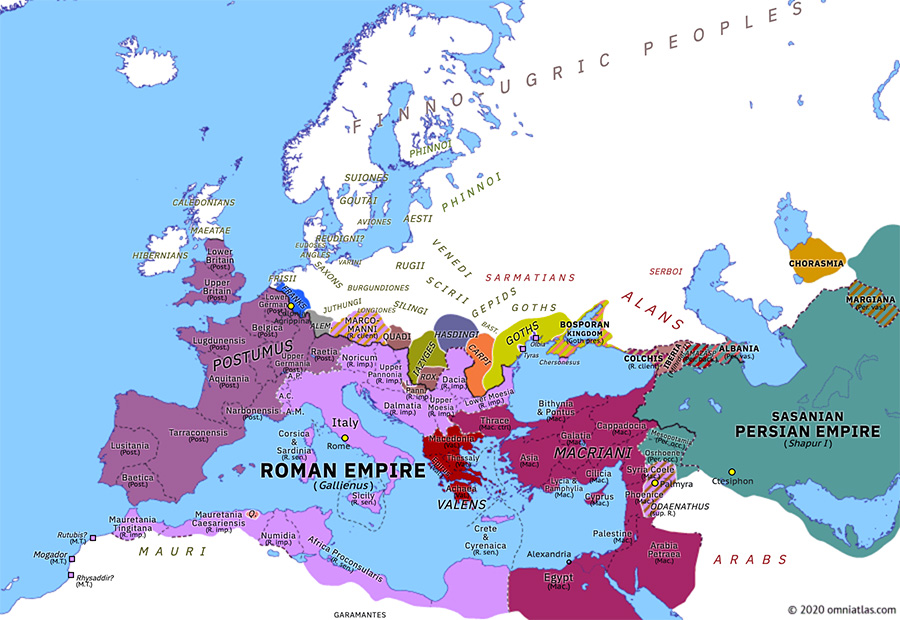 FINNO-UGRIC PEOPLES
PHINNOI
SUIONES
PHINNOI
GOUTAI
CALEDONIANS
AVIONES
AESTI
MAEATAE
REUDIGNI?
EUDOSES
ANGLES
VARINI
VENEDI
HIBERNIANS
Lower
Britain
(Post.)
SAXONS
RUGII
SARMATIANS
SERBOI
CHORASMIA
FRISII
BURGUNDIONES
SCIRII
Upper
Britain
(Post.)
FRANKS
Lower
Germany
(Post.)
Colonia
Agrippina
JUTHUNGI
LONGIONES
SILINGI
GEPIDS
GOTHS
ALANS
MARGIANA
(Per. vas.)
ALEM.
MARCO-
MANNI
(R. client)
QUADI
HASDINGI
BAST.
GOTHS
BOSPORAN
KINGDOM
(Goth pres.)
Olbia
Tyras
Chersonesus
Belgica
(Post.)
Lugdunensis
(Post.)
POSTUMUS
Upper
Germania
(Post.)
Raetia
(Post.)
Noricum
(R. imp.)
IAZYGES
ROX.
CARPI
COLCHIS
(R. client)
IBERIA
ALBANIA
(Per. vas.)
Aquitania
(Post.)
A.P.
A.C.
A.M.
Upper
Pannonia
(R. imp.)
Pann.
(R. imp.)
Dacia
(R. imp.)
Dalmatia
(R. imp.)
Upper
Moesia
(R. imp.)
Lower Moesia
(R. imp.)
Narbonensis
(Post.)
Tarraconensis
(Post.)
Lusitania
(Post.)
Baetica
(Post.)
Corsica
&
Sardinia
(R. sen.)
Italy
Rome
Thrace
(Mac. ctrl)
Bithynia
& Pontus
(Mac.)
Cappadocia
(Mac.)
Galatia
(Mac.)
MACRIANI
Asia
(Mac.)
Lycia &
Pamphylia
(Mac.)
Cilicia
(Mac.)
Cyprus
(Mac.)
Macedonia
(Val.)
Thessaly
(Val.)
Achaea
(Val.)
VALENS
ROMAN EMPIRE
(Gallienus)
Sicily
(R. sen.)
Mesopotamia
(Per. occ.)
Osrhoene
(Per. occ.)
Syria Coele
(Mac.)
Palmyra
Phoenice
(Mac.)
ODAENATHUS
(sup. R.)
SASANIAN
PERSIAN EMPIRE
(Shapur I)
Ctesiphon
Mauretania
Tingitana
(R. imp.)
Mauretania
Caesariensis
(R. imp.)
Q.
Numidia
(R. imp.)
Africa Proconsularis
(R. sen.)
Crete
&
Cyrenaica
(R. sen.)
Alexandria
Egypt
(Mac.)
Palestine
(Mac.)
Arabia
Petraea
(Mac.)
Rutubis?
(M.T.)
Mogador
(M.T.)
Rhysaddir?
(M.T.)
MAURI
ARABS
GARAMANTES
© 2020 omniatlas.com